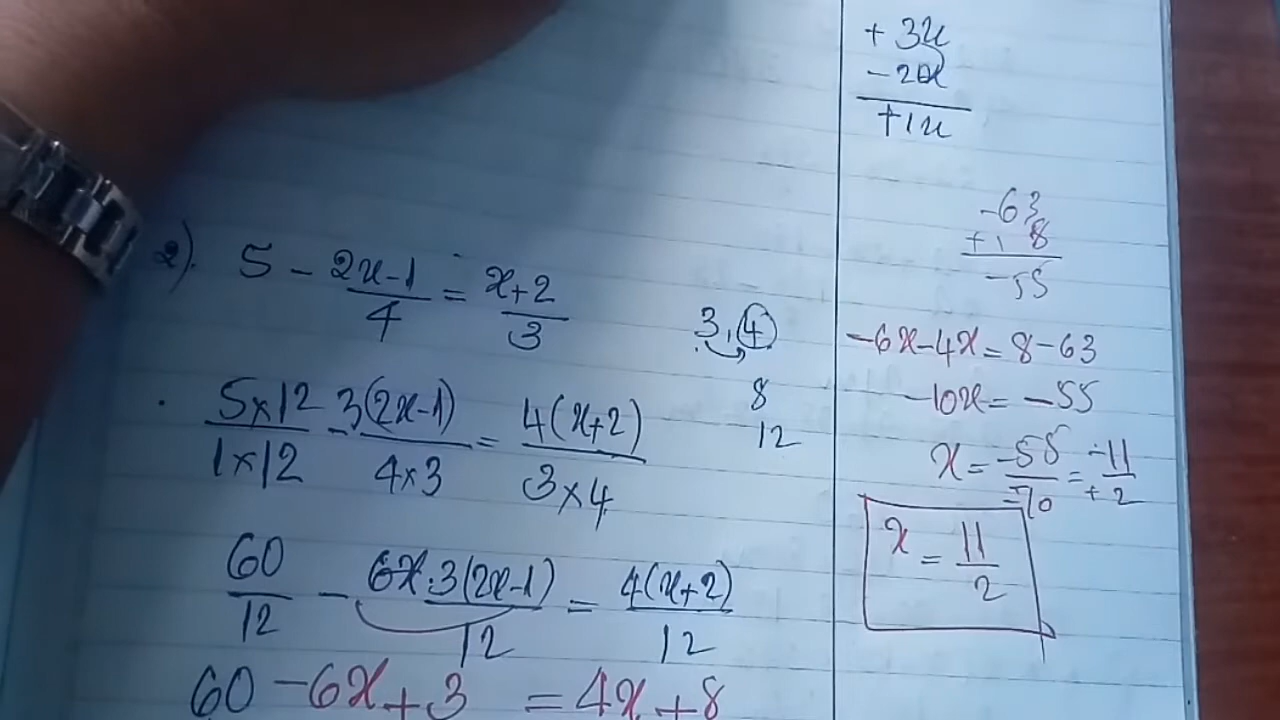 2). 5 - 2x-1/4 = x+2/3
3, 4
8
12
5×12/1×12 - 3(2x-1)/4×3 = 4(x+2)/3×4
60/12 - 6x.3(2x-1)/12 = 4(x+2)/12
60 - 6x + 3 = 4x + 8
+ 3x
- 2x
+1x
-63
+ 8
-55
-6x-4x = 8-63
-10x = -55
x = -55/-10 = -11/+2
x = 11/2